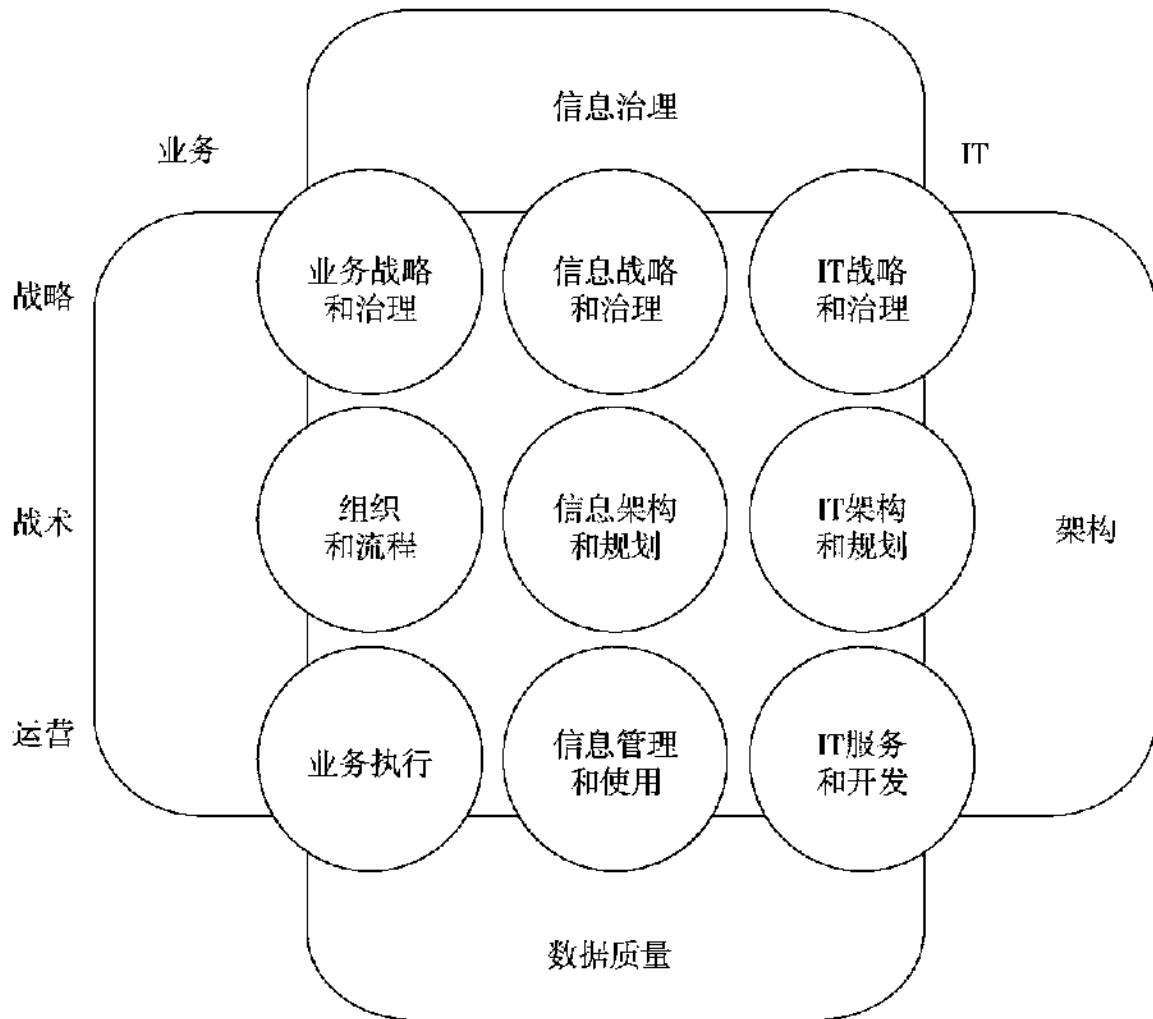 信息治理
业务
IT
战略
业务战略
和治理
信息战略
和治理
IT战略
和治理
战术
组织
和流程
信息架构
和规划
IT架构
和规划
架构
运营
业务执行
信息管理
和使用
IT服务
和开发
数据质量